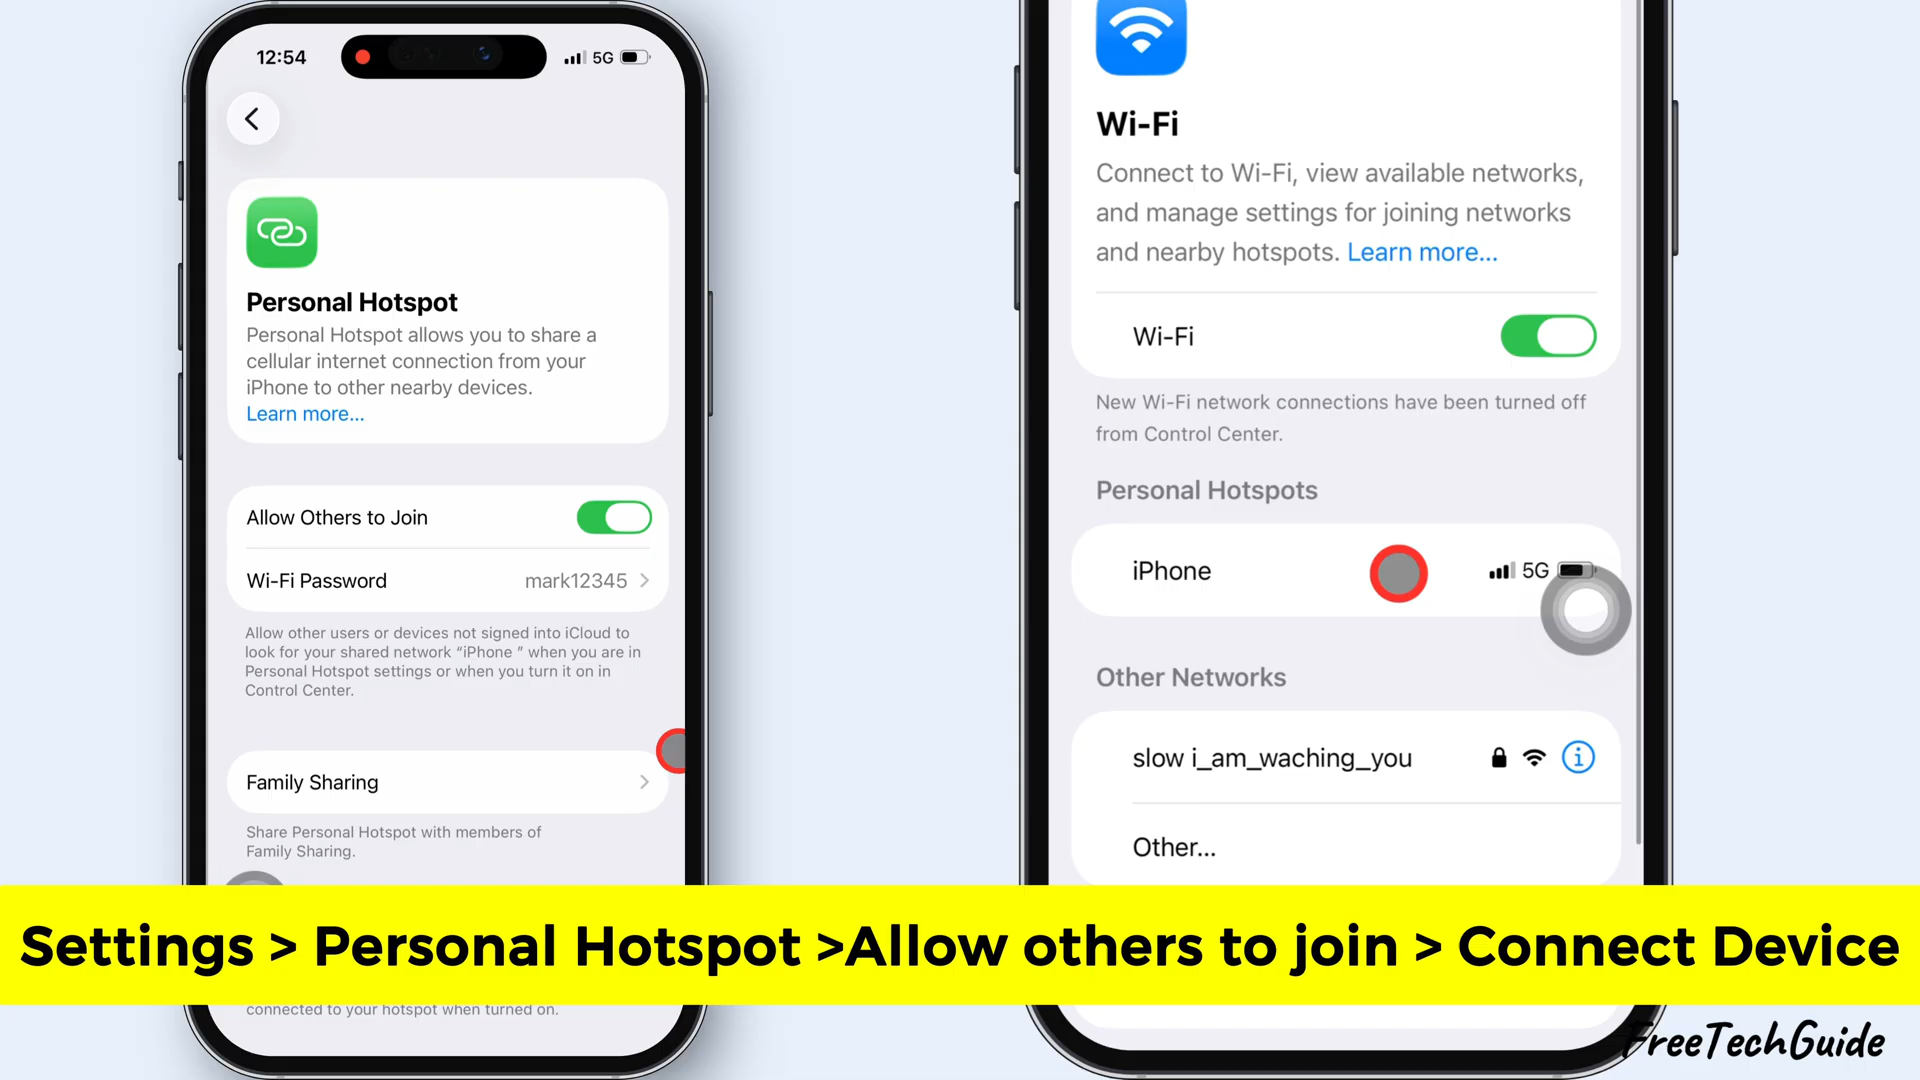 12:54
5G
Personal Hotspot
Personal Hotspot allows you to share a
cellular internet connection from your
iPhone to other nearby devices.
Learn more...
Allow Others to Join
Wi-Fi Password mark12345
Allow other users or devices not signed into iCloud to
look for your shared network “iPhone ” when you are in
Personal Hotspot settings or when you turn it on in
Control Center.
Family Sharing
Share Personal Hotspot with members of
Family Sharing.
connected to your hotspot when turned on.
Wi-Fi
Connect to Wi-Fi, view available networks,
and manage settings for joining networks
and nearby hotspots. Learn more...
Wi-Fi
New Wi-Fi network connections have been turned off
from Control Center.
Personal Hotspots
iPhone 5G
Other Networks
slow i_am_waching_you
Other...
Settings > Personal Hotspot >Allow others to join > Connect Device
FreeTechGuide